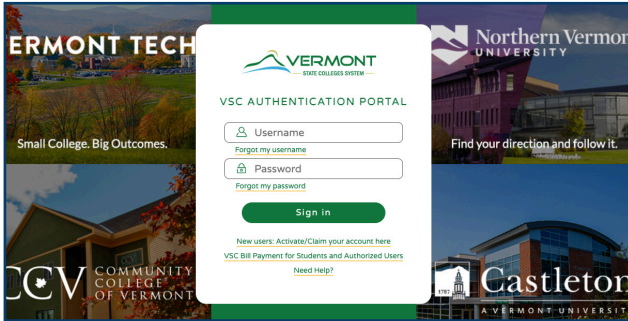 ERMONT TECH
Small College. Big Outcomes.
CCV COMMUNITY
COLLEGE
OF VERMONT
VERMONT
STATE COLLEGES SYSTEM
VSC AUTHENTICATION PORTAL
Username
Forgot my username
Password
Forgot my password
Sign in
New users: Activate/Claim your account here
VSC Bill Payment for Students and Authorized Users
Need Help?
Northern Vermon
UNIVERSITY
Find your direction and follow it.
1787
Castleton
A VERMONT UNIVERSIT